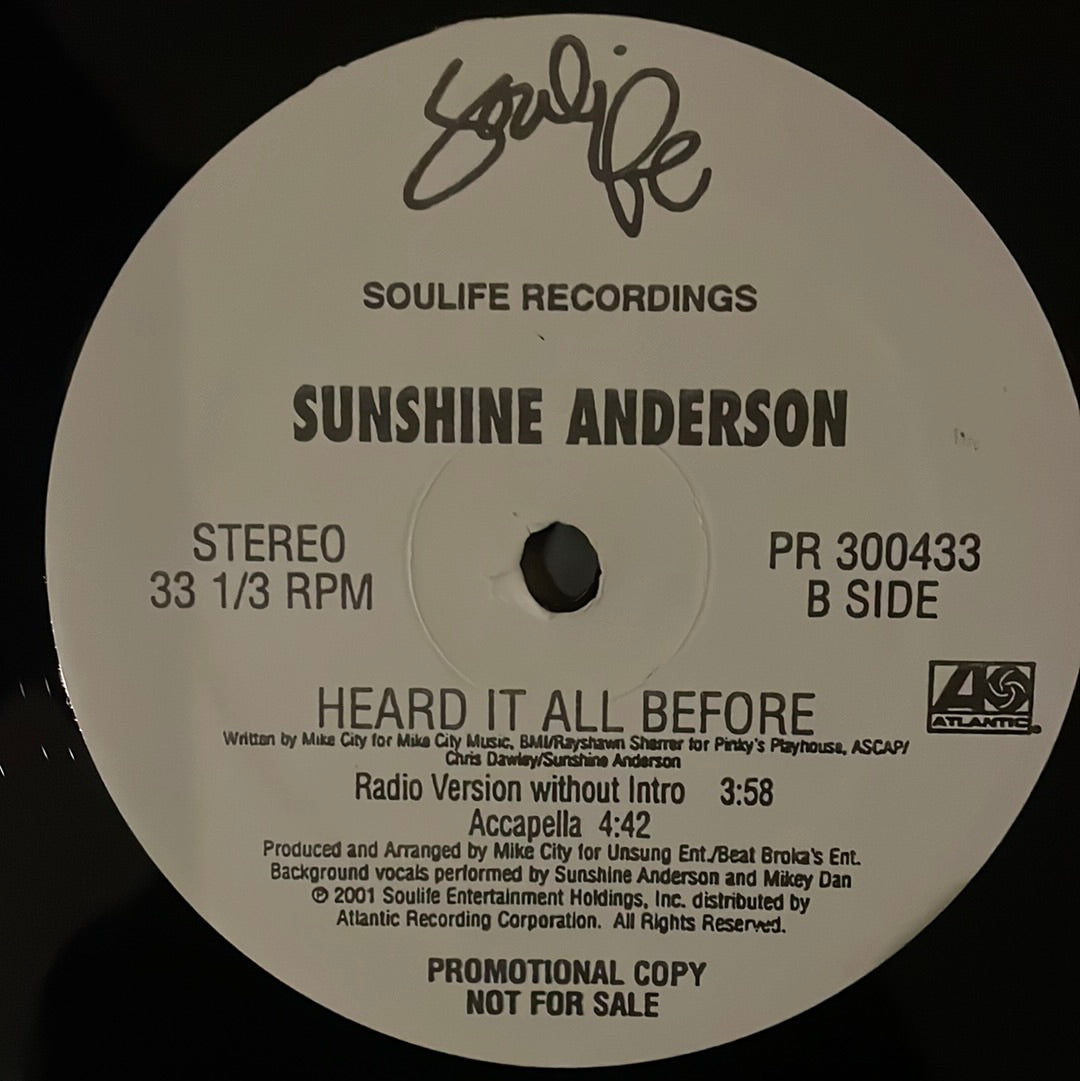 Soulife
SOULIFE RECORDINGS
SUNSHINE ANDERSON
STEREO
33 1/3 RPM
PR 300433
B SIDE
ATLANTIC
HEARD IT ALL BEFORE
Written by Mike City for Mike City Music, BMI/Rayshawn Sherrer for Pinky's Playhouse, ASCAP/
Chris Dawley/Sunshine Anderson
Radio Version without Intro 3:58
Accapella 4:42
Produced and Arranged by Mike City for Unsung Ent./Beat Broka's Ent.
Background vocals performed by Sunshine Anderson and Mikey Dan
℗ 2001 Soulife Entertainment Holdings, Inc. distributed by
Atlantic Recording Corporation. All Rights Reserved.
PROMOTIONAL COPY
NOT FOR SALE